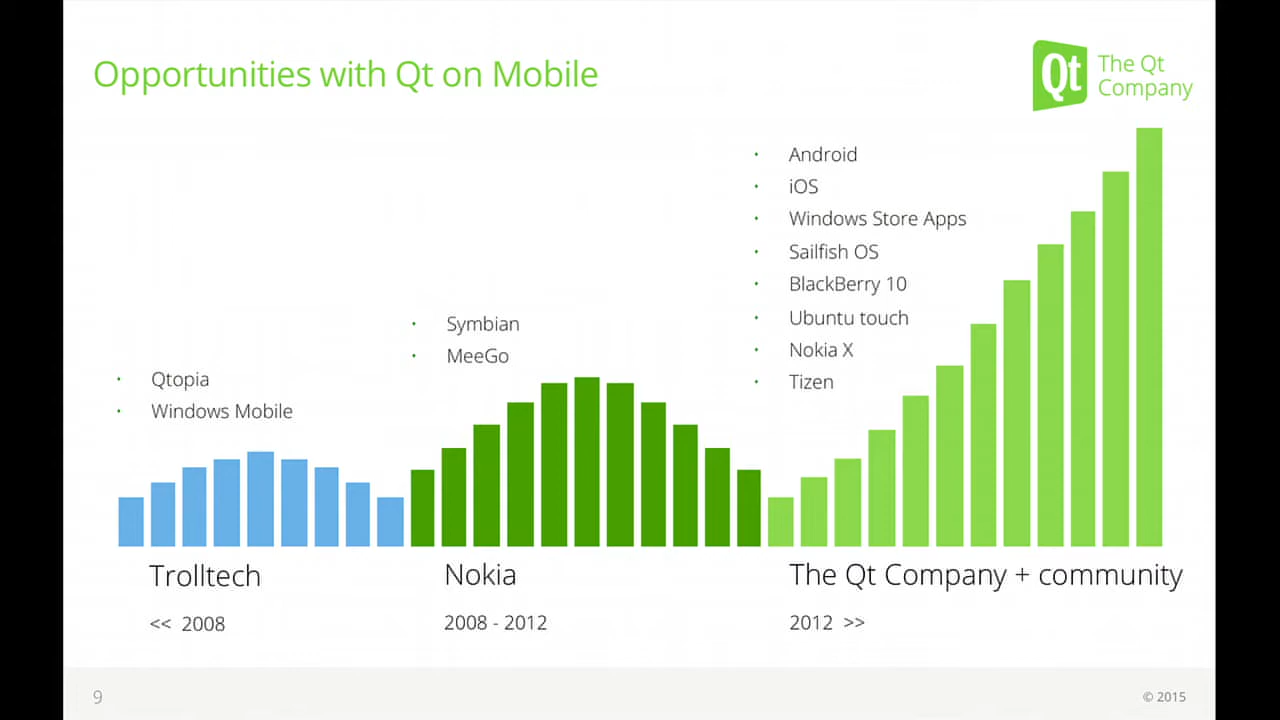 Opportunities with Qt on Mobile
Qt The Qt
Company
· Android
· iOS
· Windows Store Apps
· Sailfish OS
· BlackBerry 10
· Ubuntu touch
· Nokia X
· Tizen
· Symbian
· MeeGo
· Qtopia
· Windows Mobile
Trolltech
<< 2008
Nokia
2008 - 2012
The Qt Company + community
2012 >>
9
© 2015